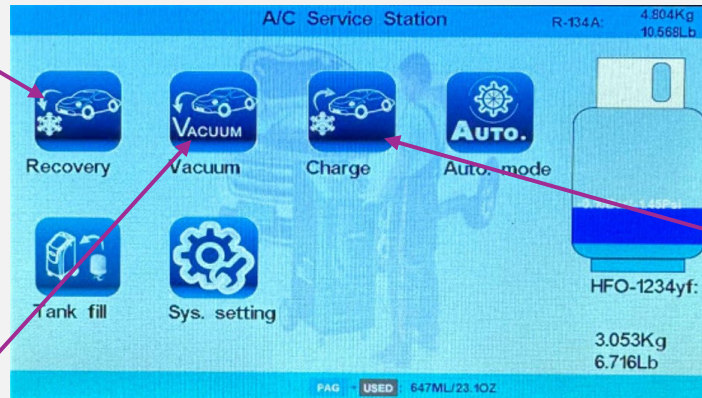 A/C Service Station
R-134A:
4.804Kg
10.568Lb
VACUUM
AUTO.
Recovery
Vacuum
Charge
Auto. mode
Tank fill
Sys. setting
HFO-1234yf:
3.053Kg
6.716Lb
PAG - USED : 647ML/23.1OZ